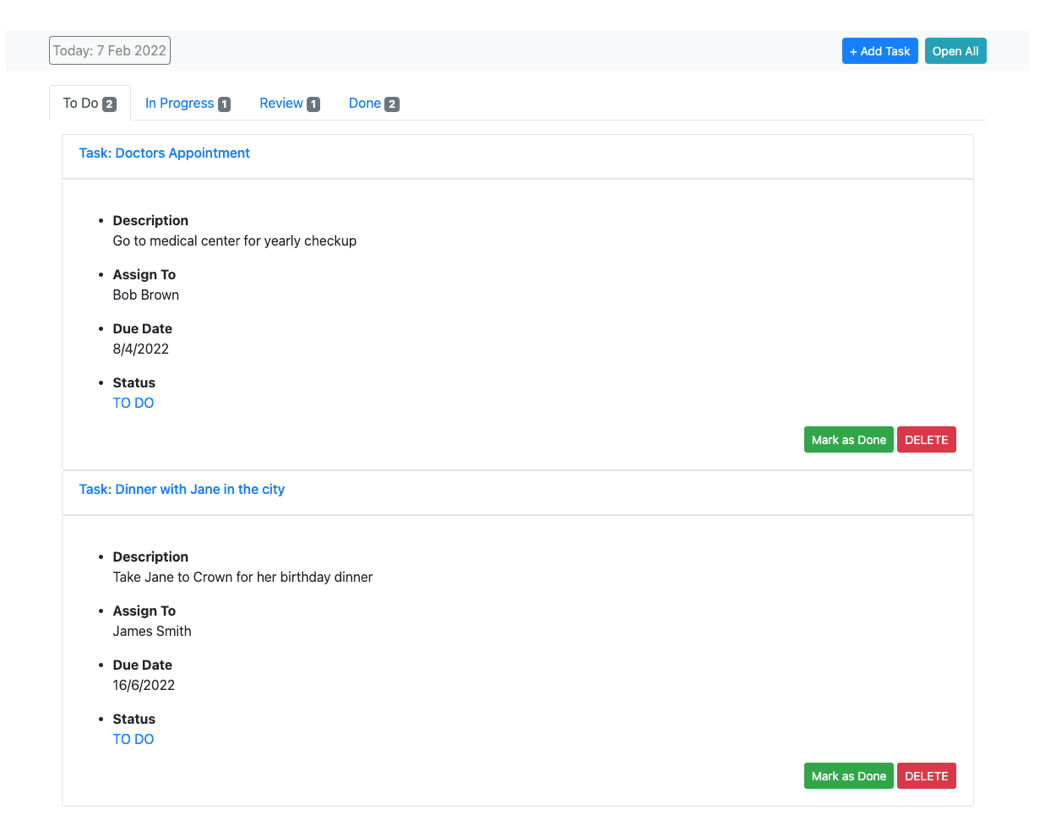 Today: 7 Feb 2022
+ Add Task
Open All
To Do 2
In Progress 1
Review 1
Done 2
Task: Doctors Appointment
• Description
Go to medical center for yearly checkup
• Assign To
Bob Brown
• Due Date
8/4/2022
• Status
TO DO
Mark as Done
DELETE
Task: Dinner with Jane in the city
• Description
Take Jane to Crown for her birthday dinner
• Assign To
James Smith
• Due Date
16/6/2022
• Status
TO DO
Mark as Done
DELETE